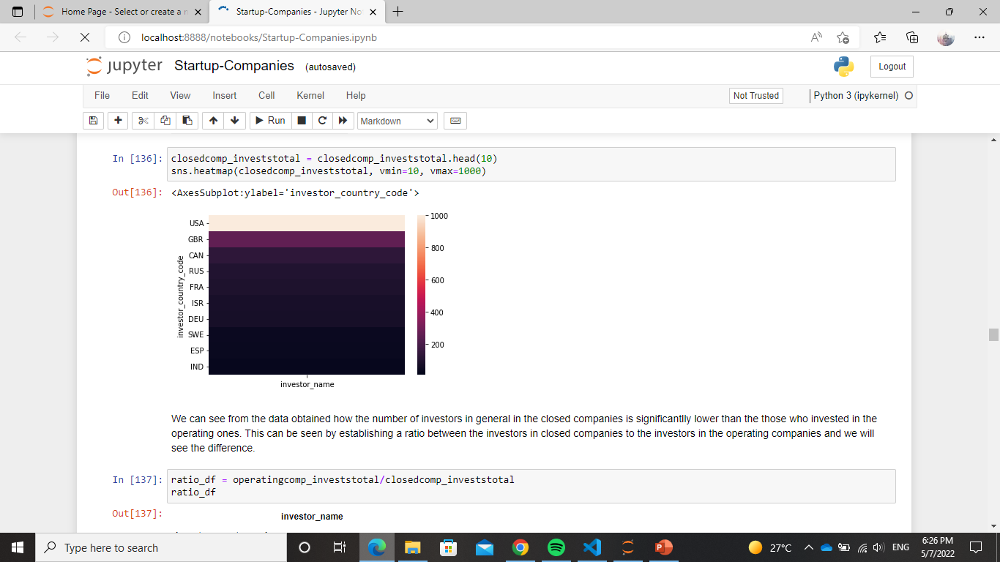 Home Page - Select or create a n
Startup-Companies - Jupyter No
localhost:8888/notebooks/Startup-Companies.ipynb
jupyter Startup-Companies (autosaved)
Logout
File Edit View Insert Cell Kernel Help
Not Trusted
Python 3 (ipykernel)
Run
Markdown
In [136]:
closedcomp_investstotal = closedcomp_investstotal.head(10)
sns.heatmap(closedcomp_investstotal, vmin=10, vmax=1000)
Out[136]: <AxesSubplot:ylabel='investor_country_code'>
investor_country_code
USA
GBR
CAN
RUS
FRA
ISR
DEU
SWE
ESP
IND
investor_name
1000
800
600
400
200
We can see from the data obtained how the number of investors in general in the closed companies is significantlly lower than the those who invested in the
operating ones. This can be seen by establishing a ratio between the investors in closed companies to the investors in the operating companies and we will
see the difference.
In [137]:
ratio_df = operatingcomp_investstotal/closedcomp_investstotal
ratio_df
Out[137]:
investor_name
Type here to search
27°C
ENG
6:26 PM
5/7/2022